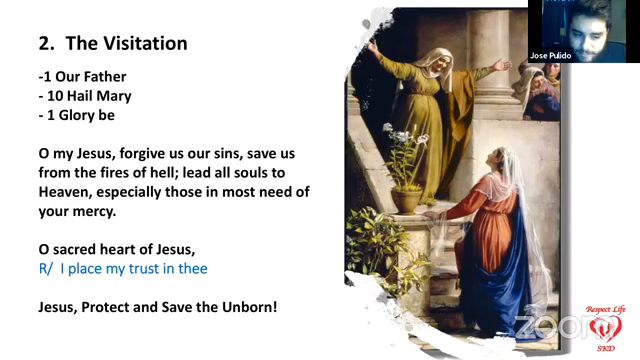 Jose Pulido
2.  The Visitation
-1 Our Father
- 10 Hail Mary
- 1 Glory be
O my Jesus, forgive us our sins, save us
from the fires of hell; lead all souls to
Heaven, especially those in most need of
your mercy.
O sacred heart of Jesus,
R/  I place my trust in thee
Jesus, Protect and Save the Unborn!
Respect Life
SKD
zoom